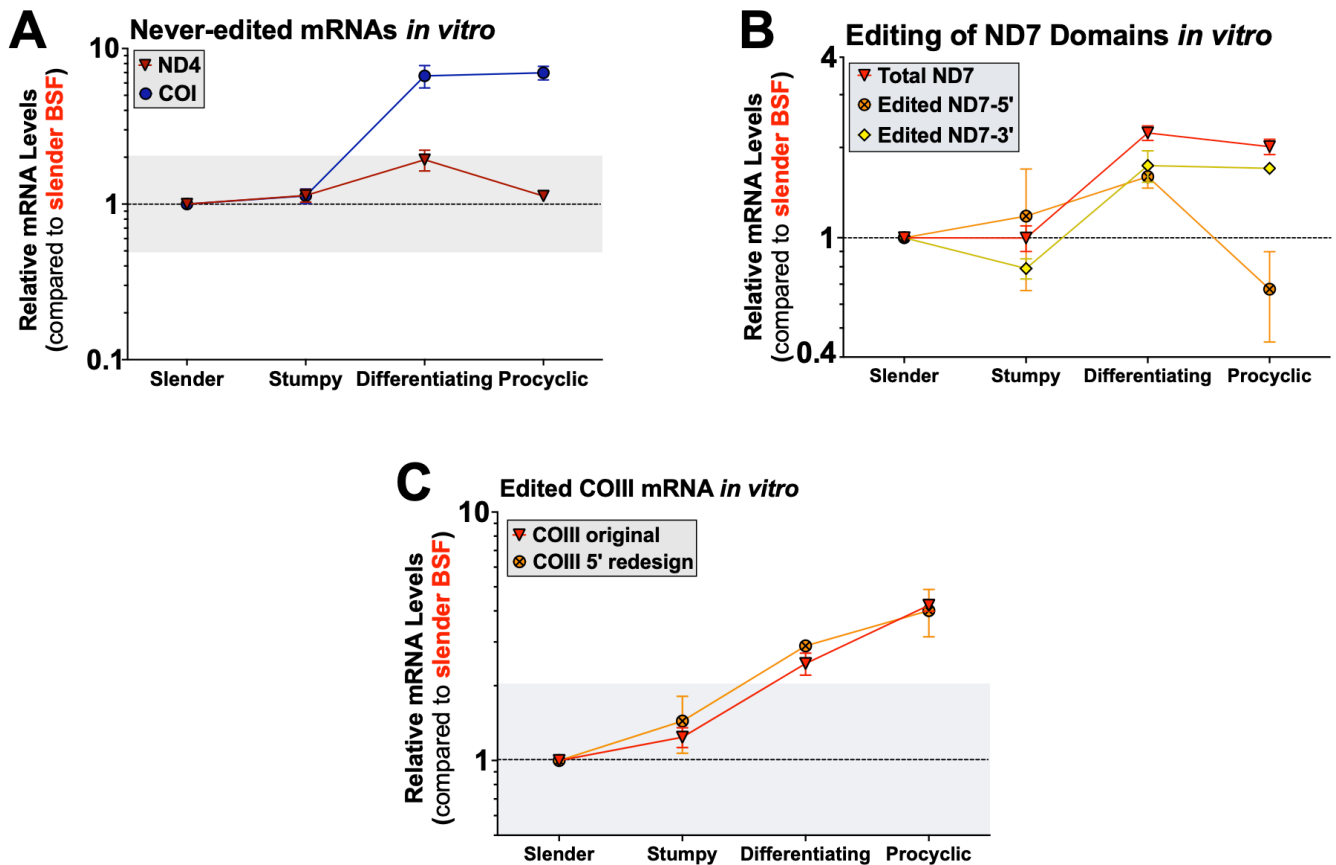 A
Never-edited mRNAs in vitro
Relative mRNA Levels
(compared to slender BSF)
10
1
0.1
ND4
COI
Slender
Stumpy
Differentiating
Procyclic
B
Editing of ND7 Domains in vitro
Relative mRNA Levels
(compared to slender BSF)
4
1
0.4
Total ND7
Edited ND7-5'
Edited ND7-3'
Slender
Stumpy
Differentiating
Procyclic
C
Edited COIII mRNA in vitro
Relative mRNA Levels
(compared to slender BSF)
10
1
COIII original
COIII 5' redesign
Slender
Stumpy
Differentiating
Procyclic